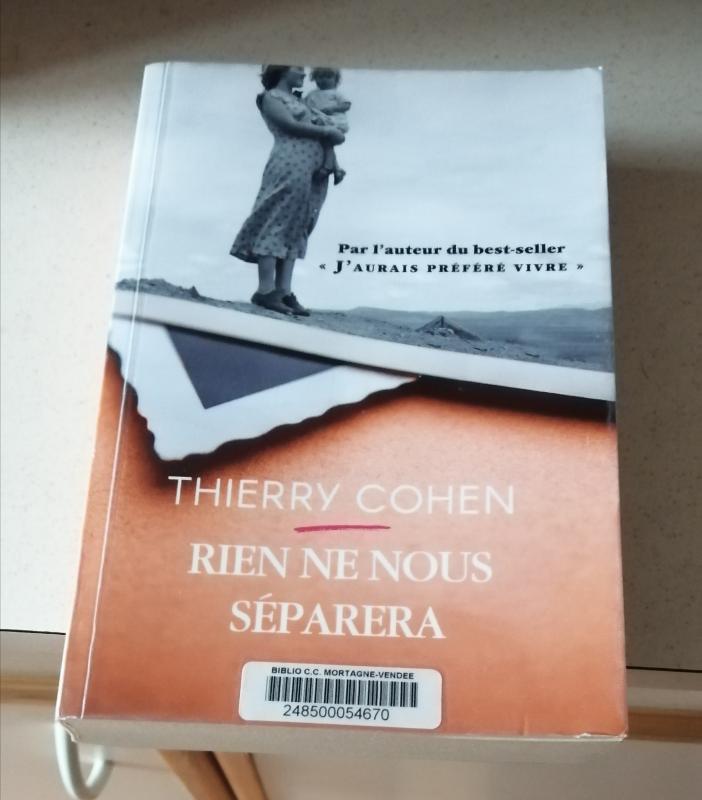 Par l'auteur du best-seller
« J'AURAIS PRÉFÉRÉ VIVRE »
THIERRY COHEN
RIEN NE NOUS
SÉPARERA
BIBLIO C.C. MORTAGNE-VENDEE
248500054670